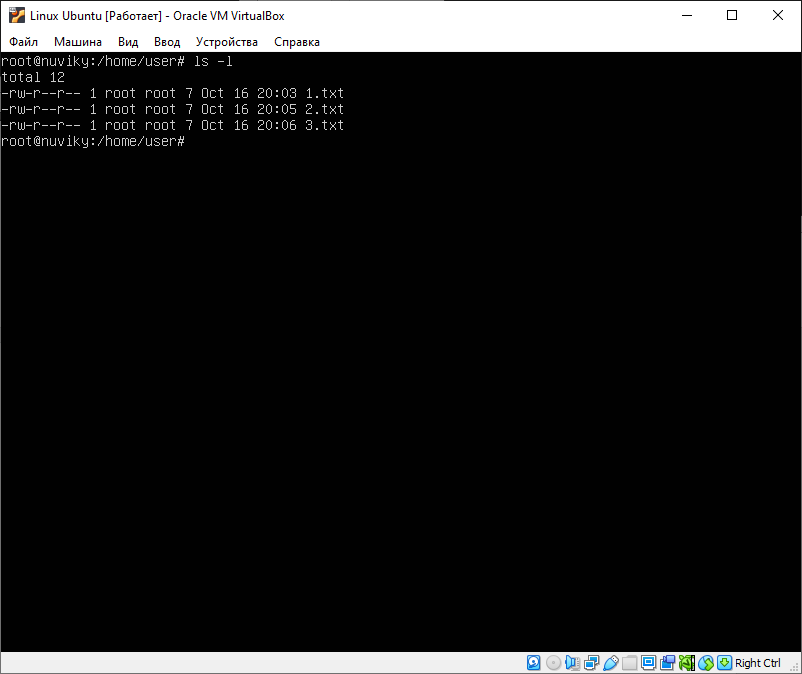 Linux Ubuntu [Работает] - Oracle VM VirtualBox
Файл Машина Вид Ввод Устройства Справка
root@nuviky:/home/user# ls -l
total 12
-rw-r--r-- 1 root root 7 Oct 16 20:03 1.txt
-rw-r--r-- 1 root root 7 Oct 16 20:05 2.txt
-rw-r--r-- 1 root root 7 Oct 16 20:06 3.txt
root@nuviky:/home/user#
Right Ctrl